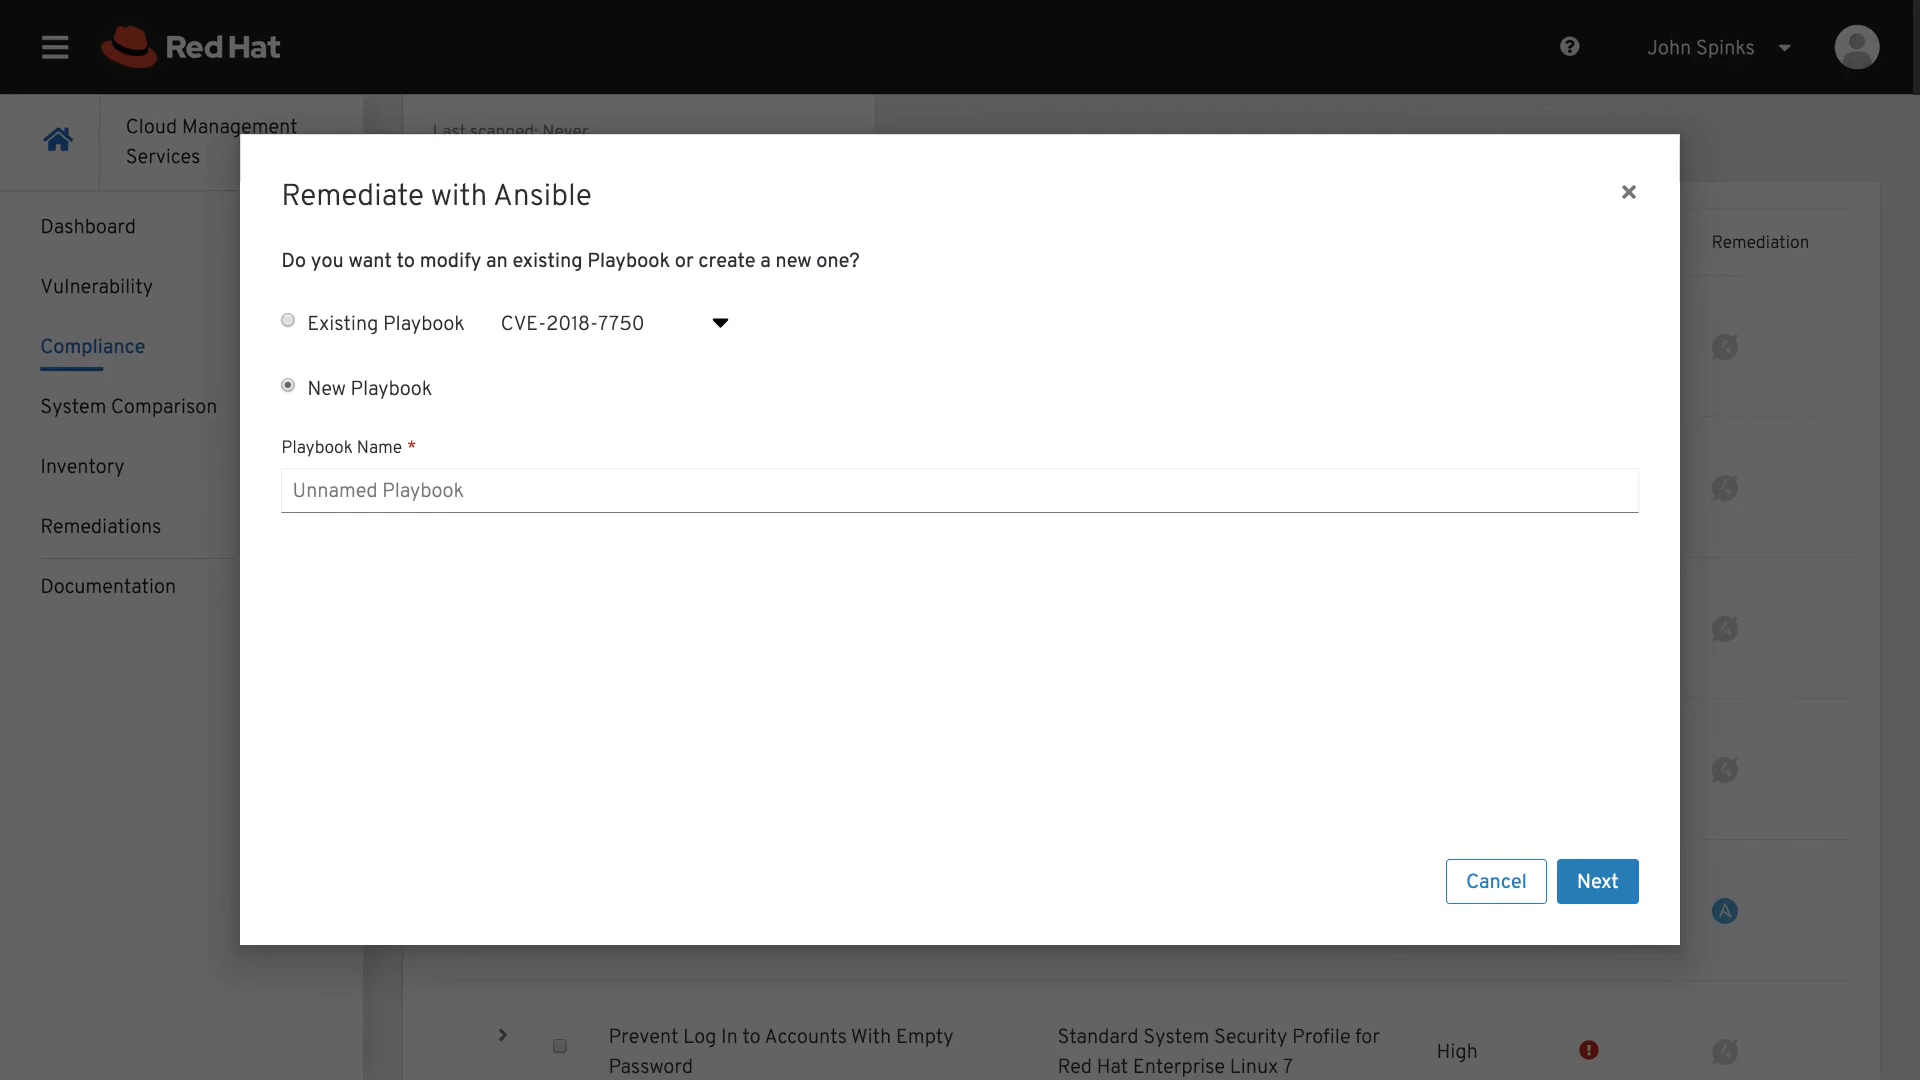 Red Hat
John Spinks
Cloud Management
Services
Last scanned: Never
Dashboard
Vulnerability
Compliance
System Comparison
Inventory
Remediations
Documentation
Remediate with Ansible
Do you want to modify an existing Playbook or create a new one?
Existing Playbook CVE-2018-7750
New Playbook
Playbook Name *
Unnamed Playbook
Cancel Next
Remediation
Prevent Log In to Accounts With Empty
Password
Standard System Security Profile for
Red Hat Enterprise Linux 7
High